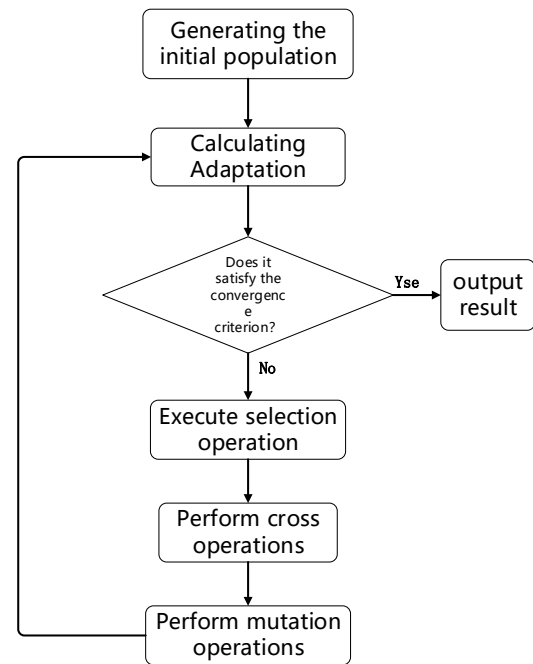 Generating the
initial population
Calculating
Adaptation
Does it
satisfy the
convergenc
e
criterion?
Yse
output
result
No
Execute selection
operation
Perform cross
operations
Perform mutation
operations